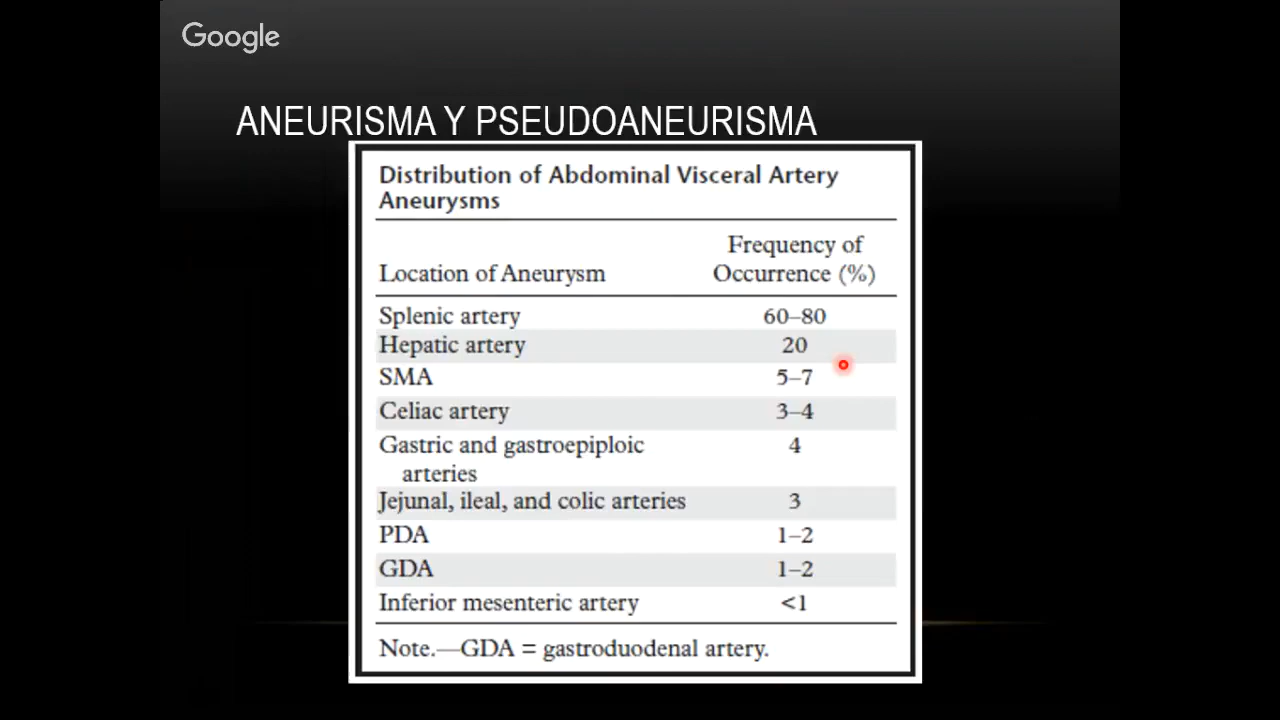 Google
ANEURISMA Y PSEUDOANEURISMA
Distribution of Abdominal Visceral Artery
Aneurysms
Frequency of
Location of Aneurysm Occurrence (%)
Splenic artery 60–80
Hepatic artery 20
SMA 5–7
Celiac artery 3–4
Gastric and gastroepiploic 4
arteries
Jejunal, ileal, and colic arteries 3
PDA 1–2
GDA 1–2
Inferior mesenteric artery <1
Note.—GDA = gastroduodenal artery.